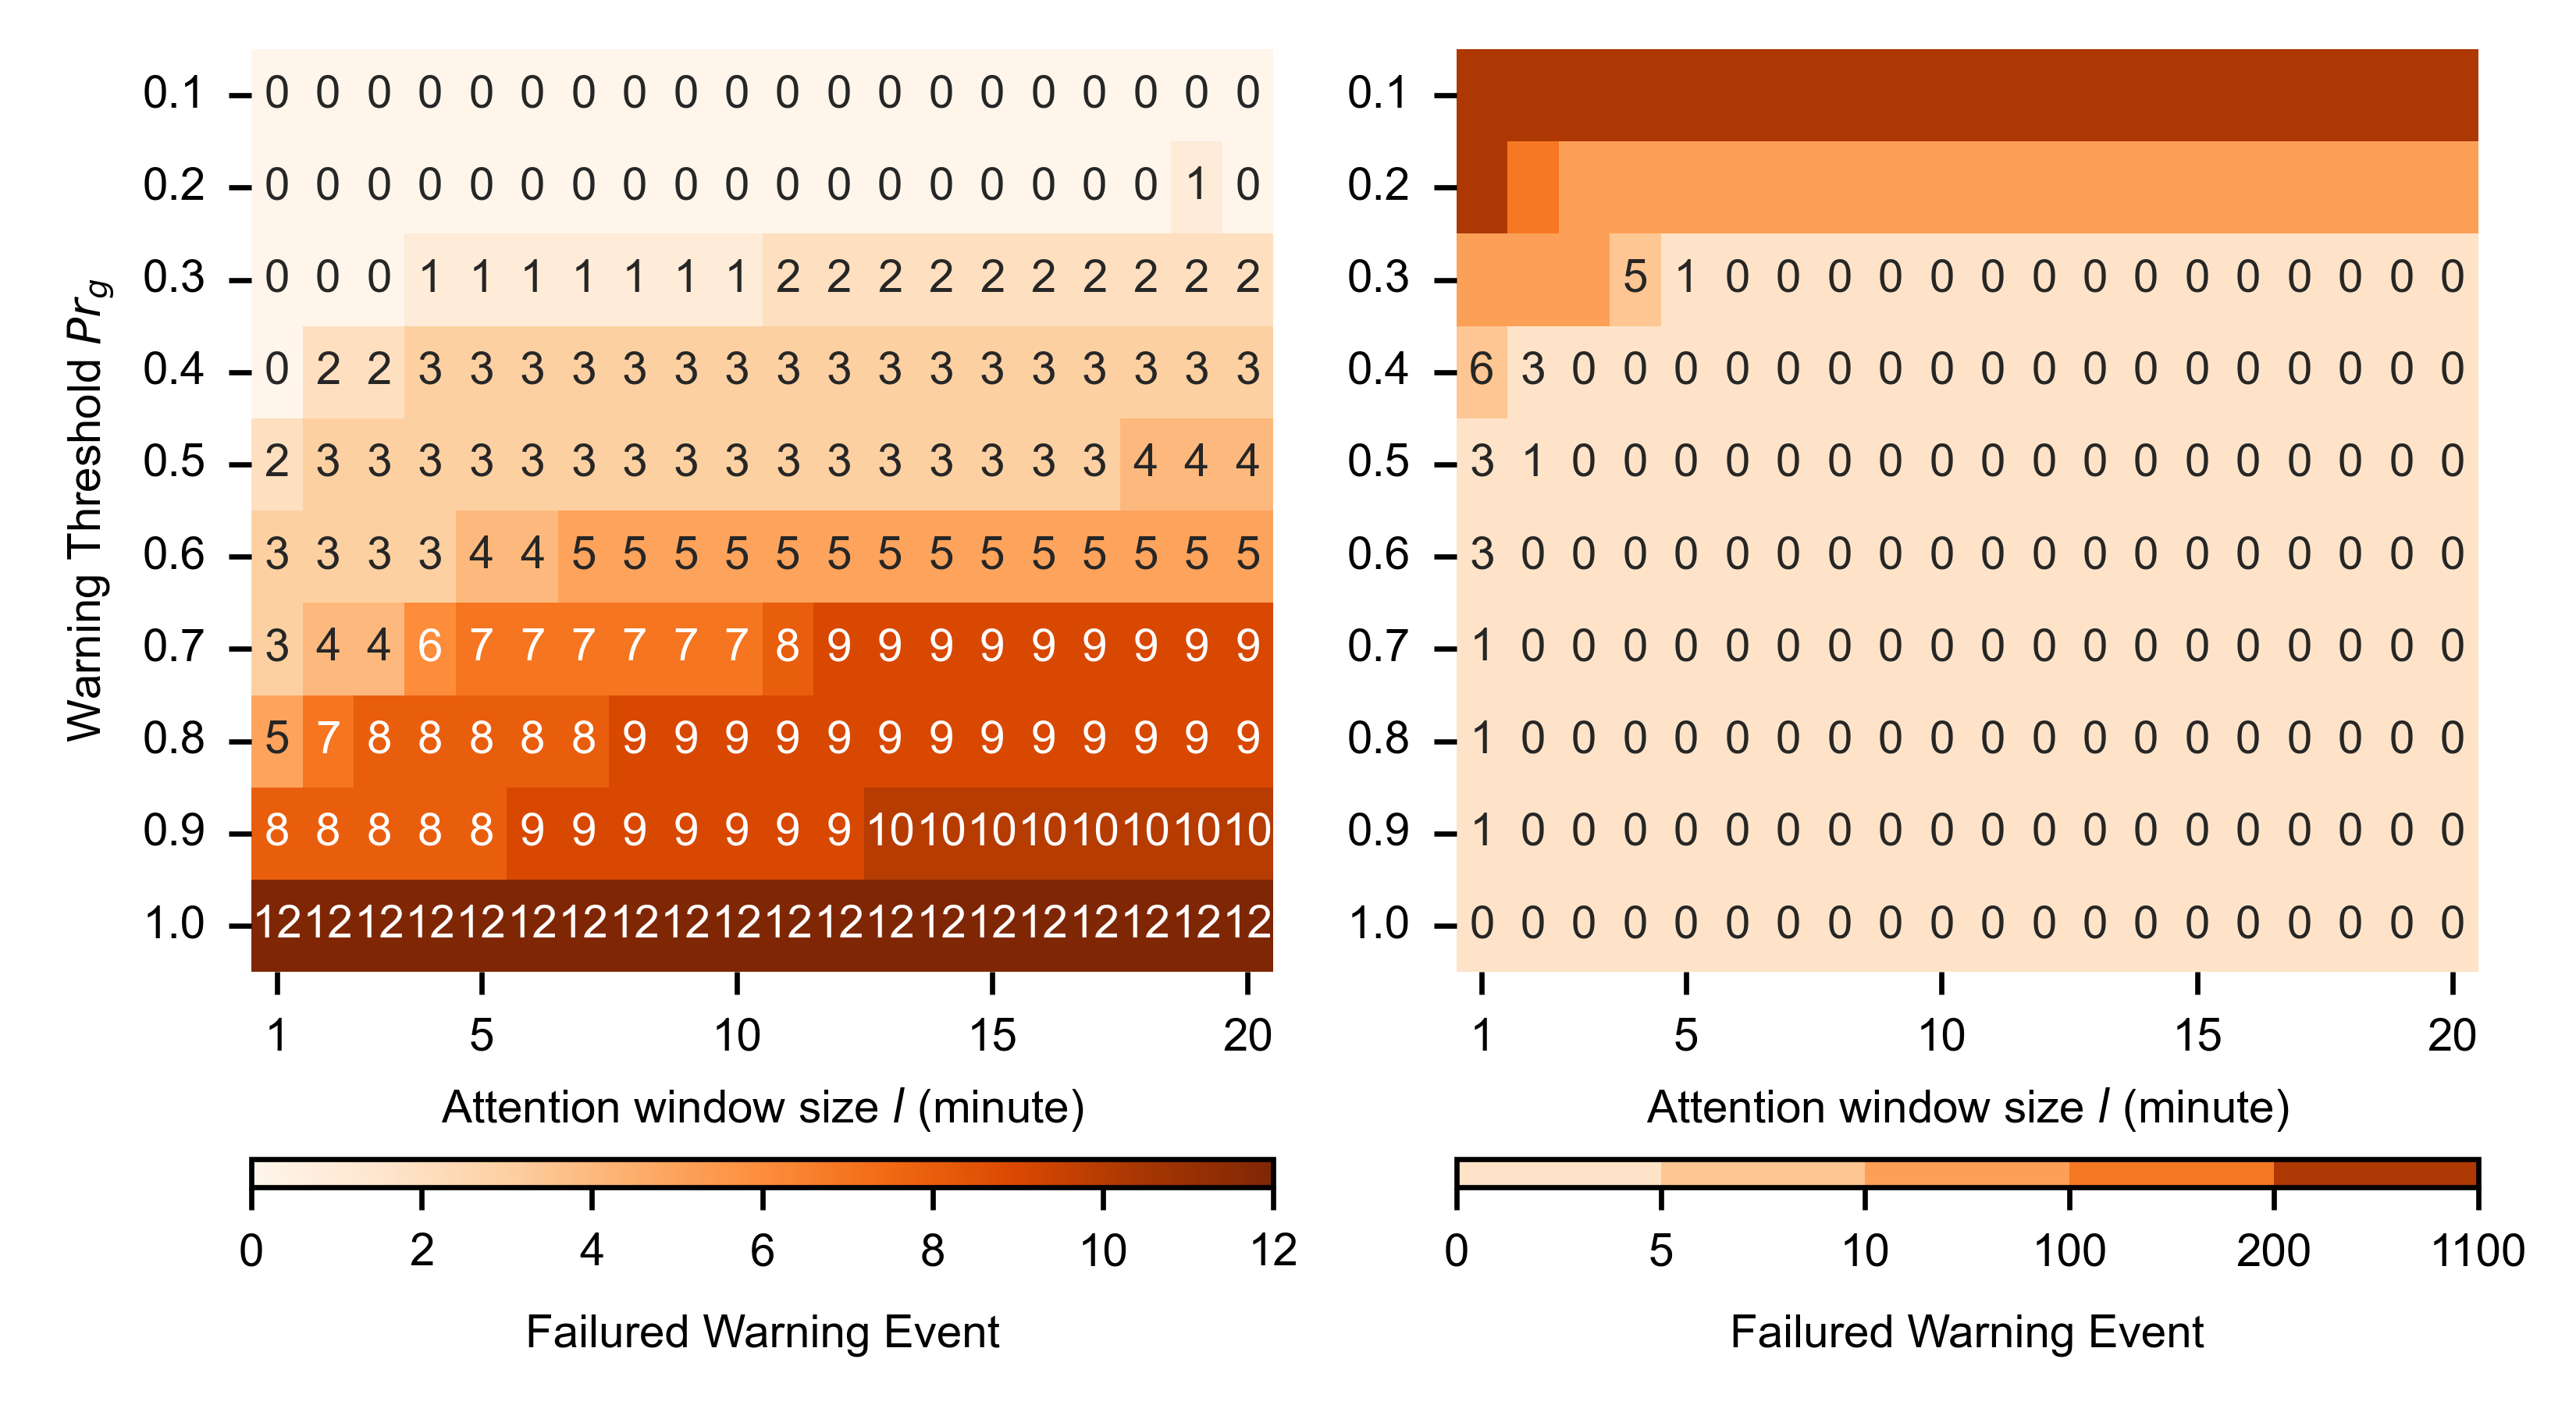 Warning Threshold Pr_g
0.1 0 0 0 0 0 0 0 0 0 0 0 0 0 0 0 0 0 0 0 0
0.2 0 0 0 0 0 0 0 0 0 0 0 0 0 0 0 0 0 0 1 0
0.3 0 0 0 1 1 1 1 1 1 1 2 2 2 2 2 2 2 2 2 2
0.4 0 2 2 3 3 3 3 3 3 3 3 3 3 3 3 3 3 3 3 3
0.5 2 3 3 3 3 3 3 3 3 3 3 3 3 3 3 3 3 4 4 4
0.6 3 3 3 3 4 4 5 5 5 5 5 5 5 5 5 5 5 5 5 5
0.7 3 4 4 6 7 7 7 7 7 7 8 9 9 9 9 9 9 9 9 9
0.8 5 7 8 8 8 8 8 9 9 9 9 9 9 9 9 9 9 9 9 9
0.9 8 8 8 8 8 9 9 9 9 9 9 9 10 10 10 10 10 10 10 10
1.0 12 12 12 12 12 12 12 12 12 12 12 12 12 12 12 12 12 12 12 12
1 5 10 15 20
Attention window size l (minute)
0 2 4 6 8 10 12
Failured Warning Event
0.1
0.2
0.3 5 1 0 0 0 0 0 0 0 0 0 0 0 0 0 0 0
0.4 6 3 0 0 0 0 0 0 0 0 0 0 0 0 0 0 0 0 0 0
0.5 3 1 0 0 0 0 0 0 0 0 0 0 0 0 0 0 0 0 0 0
0.6 3 0 0 0 0 0 0 0 0 0 0 0 0 0 0 0 0 0 0 0
0.7 1 0 0 0 0 0 0 0 0 0 0 0 0 0 0 0 0 0 0 0
0.8 1 0 0 0 0 0 0 0 0 0 0 0 0 0 0 0 0 0 0 0
0.9 1 0 0 0 0 0 0 0 0 0 0 0 0 0 0 0 0 0 0 0
1.0 0 0 0 0 0 0 0 0 0 0 0 0 0 0 0 0 0 0 0 0
1 5 10 15 20
Attention window size l (minute)
0 5 10 100 200 1100
Failured Warning Event